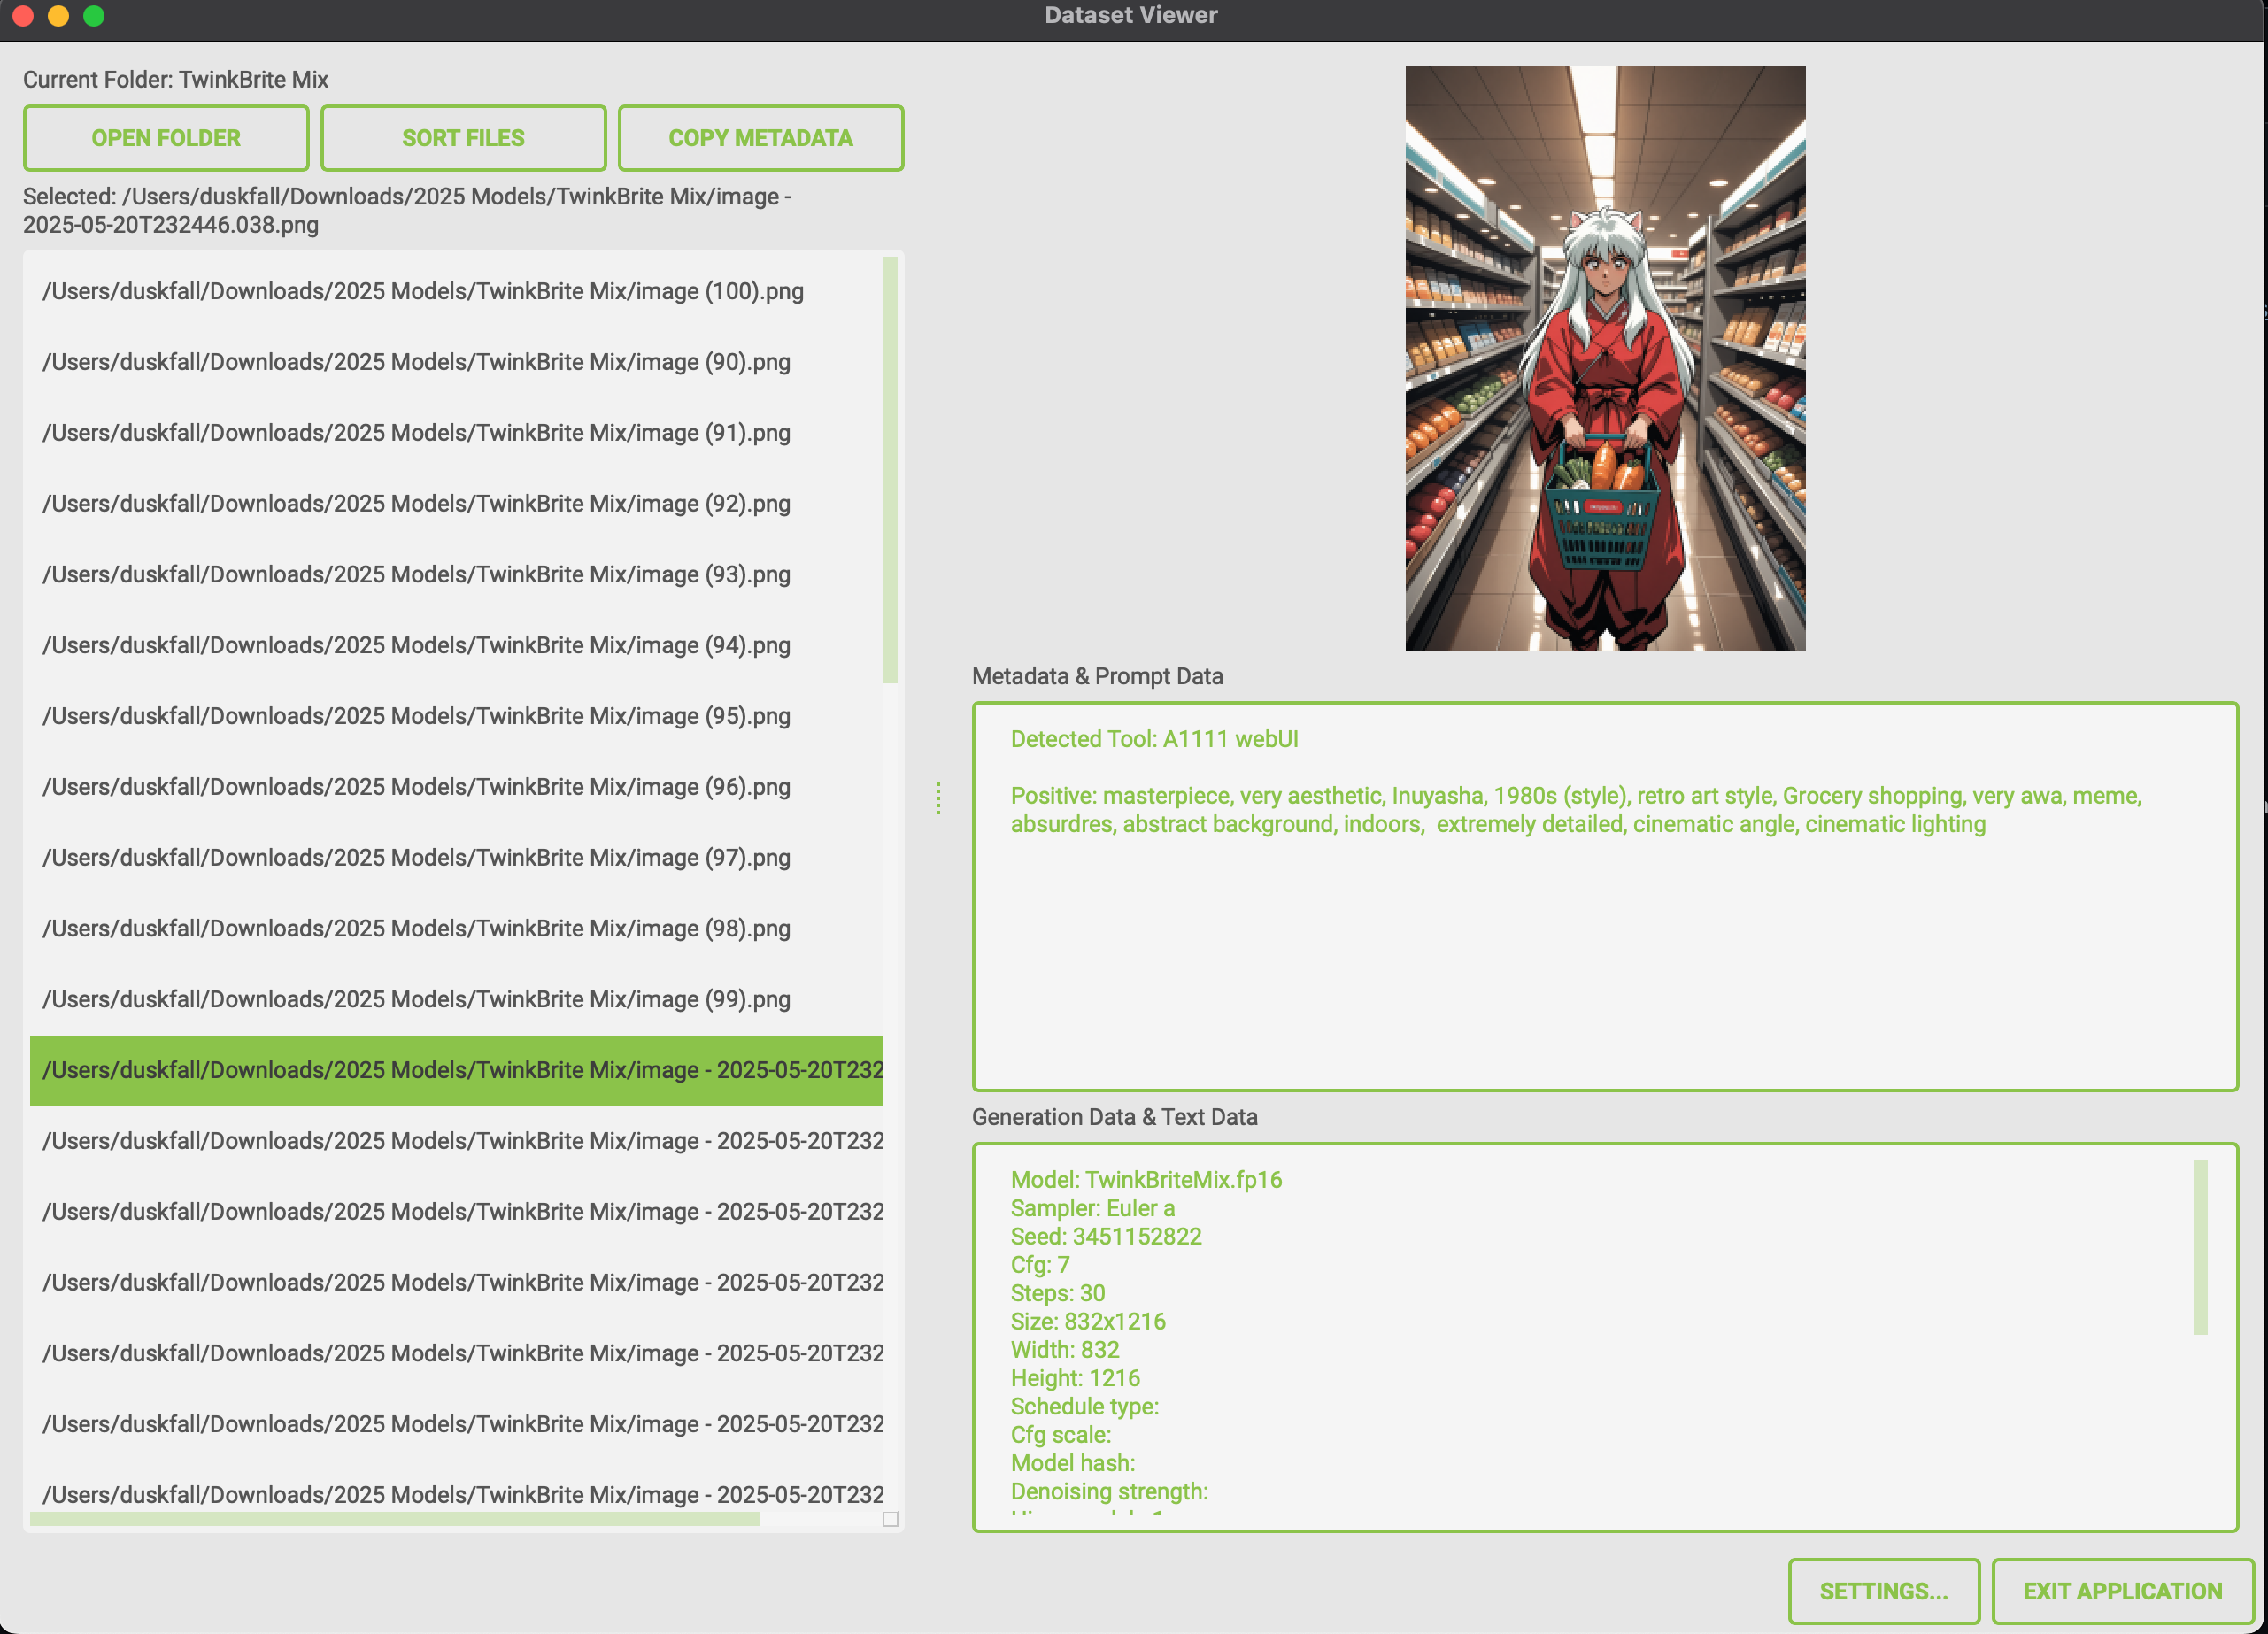 Dataset Viewer
Current Folder: TwinkBrite Mix
OPEN FOLDER
SORT FILES
COPY METADATA
Selected: /Users/duskfall/Downloads/2025 Models/TwinkBrite Mix/image -
2025-05-20T232446.038.png
/Users/duskfall/Downloads/2025 Models/TwinkBrite Mix/image (100).png
/Users/duskfall/Downloads/2025 Models/TwinkBrite Mix/image (90).png
/Users/duskfall/Downloads/2025 Models/TwinkBrite Mix/image (91).png
/Users/duskfall/Downloads/2025 Models/TwinkBrite Mix/image (92).png
/Users/duskfall/Downloads/2025 Models/TwinkBrite Mix/image (93).png
/Users/duskfall/Downloads/2025 Models/TwinkBrite Mix/image (94).png
/Users/duskfall/Downloads/2025 Models/TwinkBrite Mix/image (95).png
/Users/duskfall/Downloads/2025 Models/TwinkBrite Mix/image (96).png
/Users/duskfall/Downloads/2025 Models/TwinkBrite Mix/image (97).png
/Users/duskfall/Downloads/2025 Models/TwinkBrite Mix/image (98).png
/Users/duskfall/Downloads/2025 Models/TwinkBrite Mix/image (99).png
/Users/duskfall/Downloads/2025 Models/TwinkBrite Mix/image - 2025-05-20T232
/Users/duskfall/Downloads/2025 Models/TwinkBrite Mix/image - 2025-05-20T232
/Users/duskfall/Downloads/2025 Models/TwinkBrite Mix/image - 2025-05-20T232
/Users/duskfall/Downloads/2025 Models/TwinkBrite Mix/image - 2025-05-20T232
/Users/duskfall/Downloads/2025 Models/TwinkBrite Mix/image - 2025-05-20T232
/Users/duskfall/Downloads/2025 Models/TwinkBrite Mix/image - 2025-05-20T232
/Users/duskfall/Downloads/2025 Models/TwinkBrite Mix/image - 2025-05-20T232
Metadata & Prompt Data
Detected Tool: A1111 webUI
Positive: masterpiece, very aesthetic, Inuyasha, 1980s (style), retro art style, Grocery shopping, very awa, meme,
absurdres, abstract background, indoors,  extremely detailed, cinematic angle, cinematic lighting
Generation Data & Text Data
Model: TwinkBriteMix.fp16
Sampler: Euler a
Seed: 3451152822
Cfg: 7
Steps: 30
Size: 832x1216
Width: 832
Height: 1216
Schedule type:
Cfg scale:
Model hash:
Denoising strength:
SETTINGS...
EXIT APPLICATION